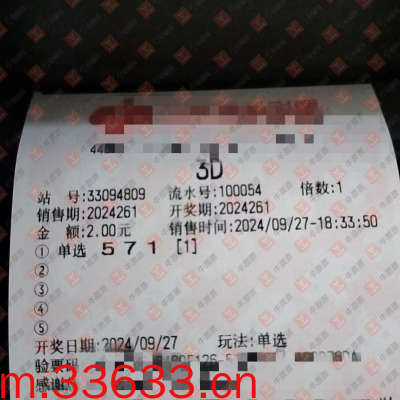 3D
站 号:33094809 流水号:100054 倍数:1
销售期:2024261 开奖期:2024261
金 额:2.00元 销售时间:2024/09/27-18:33:50
① 单选 5 7 1 [1]
②
③
④
⑤
开奖日期:2024/09/27 玩法:单选
验票码
感谢
m.33633.cn